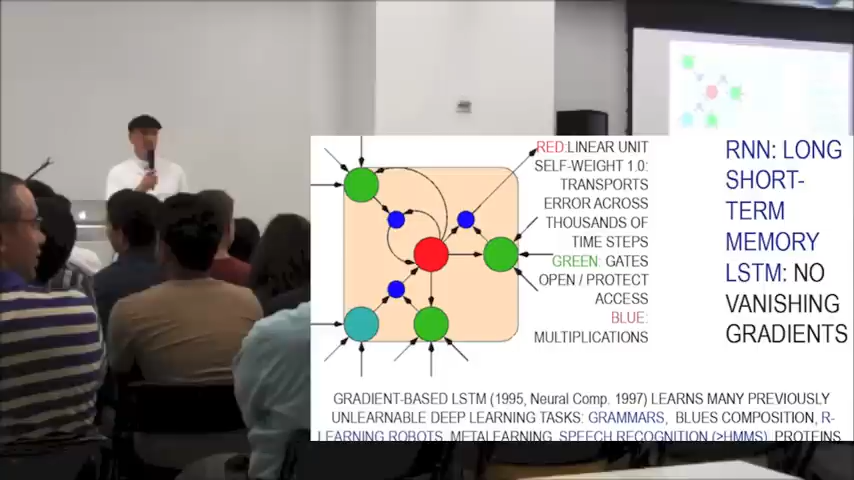 RED:LINEAR UNIT
SELF-WEIGHT 1.0:
TRANSPORTS
ERROR ACROSS
THOUSANDS OF
TIME STEPS
GREEN: GATES
OPEN / PROTECT
ACCESS
BLUE:
MULTIPLICATIONS
RNN: LONG
SHORT-
TERM
MEMORY
LSTM: NO
VANISHING
GRADIENTS
GRADIENT-BASED LSTM (1995, Neural Comp. 1997) LEARNS MANY PREVIOUSLY
UNLEARNABLE DEEP LEARNING TASKS: GRAMMARS, BLUES COMPOSITION, R-
LEARNING ROBOTS, METALEARNING, SPEECH RECOGNITION (>HMMS), PROTEINS